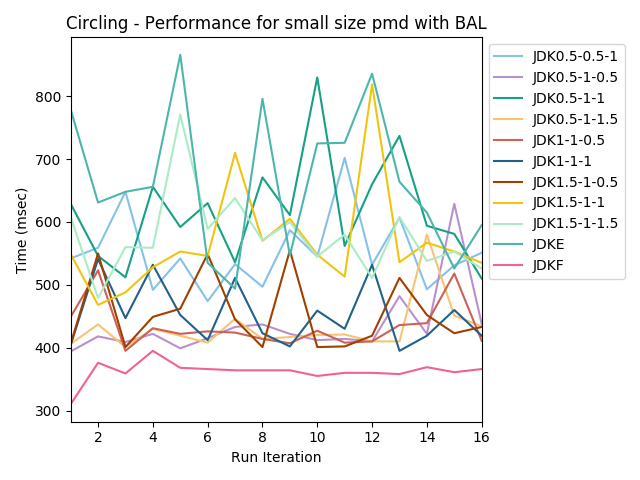 Circling - Performance for small size pmd with BAL
Time (msec)
800
700
600
500
400
300
2 4 6 8 10 12 14 16
Run Iteration
JDK0.5-0.5-1
JDK0.5-1-0.5
JDK0.5-1-1
JDK0.5-1-1.5
JDK1-1-0.5
JDK1-1-1
JDK1.5-1-0.5
JDK1.5-1-1
JDK1.5-1-1.5
JDKE
JDKF